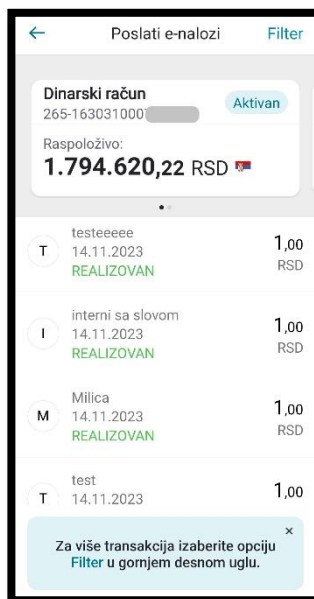 ← Poslati e-nalozi Filter
Dinarski račun Aktivan
265-163031000
Raspoloživo:
1.794.620,22 RSD
testeeeee
T 14.11.2023 1,00
REALIZOVAN RSD
interni sa slovom
I 14.11.2023 1,00
REALIZOVAN RSD
Milica
M 14.11.2023 1,00
REALIZOVAN RSD
test
T 14.11.2023 1,00
×
Za više transakcija izaberite opciju
Filter u gornjem desnom uglu.